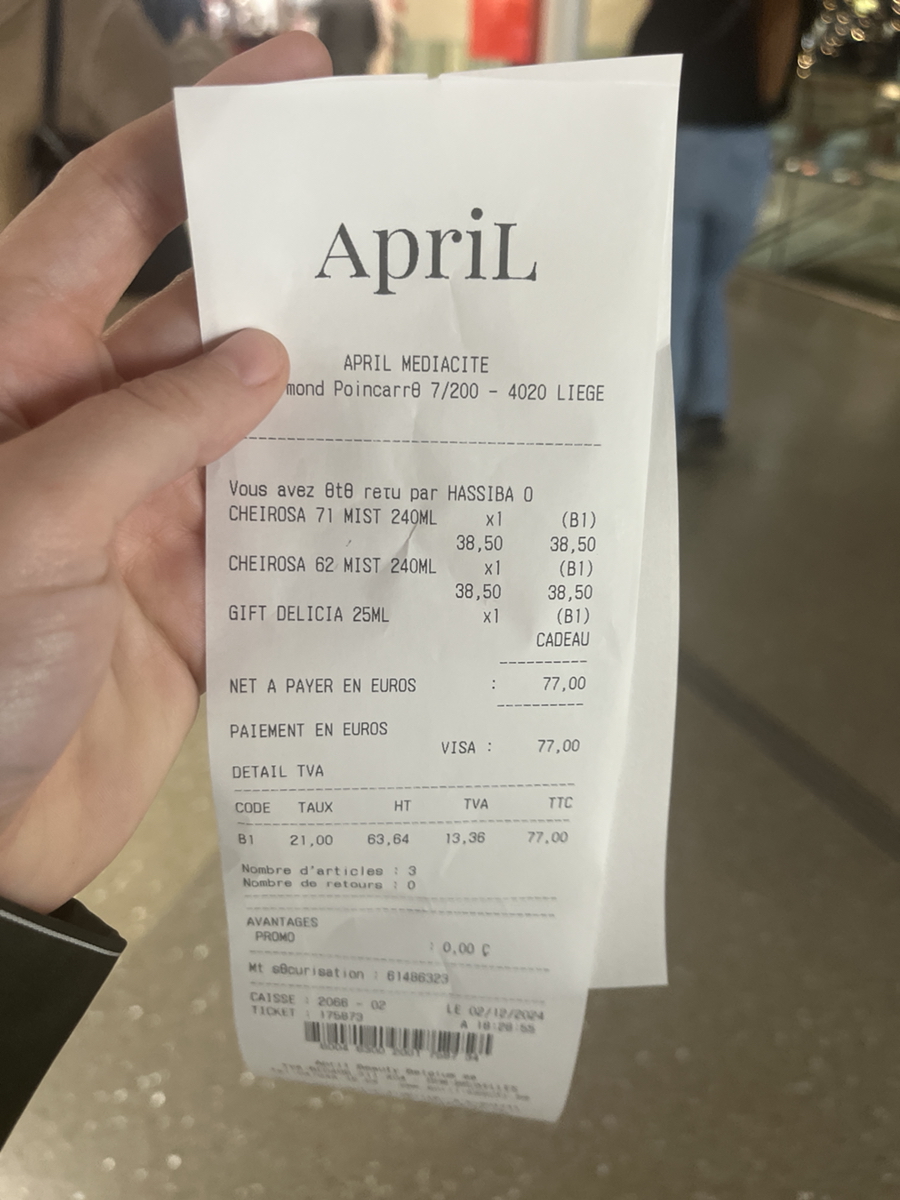 ApriL
APRIL MEDIACITE
mond Poincarrθ 7/200 - 4020 LIEGE
Vous avez θtθ reτu par HASSIBA O
CHEIROSA 71 MIST 240ML x1 (B1)
38,50 38,50
CHEIROSA 62 MIST 240ML x1 (B1)
38,50 38,50
GIFT DELICIA 25ML x1 (B1)
CADEAU
NET A PAYER EN EUROS : 77,00
PAIEMENT EN EUROS
VISA : 77,00
DETAIL TVA
CODE TAUX HT TVA TTC
B1 21,00 63,64 13,36 77,00
Nombre d'articles : 3
Nombre de retours : 0
AVANTAGES
PROMO : 0,00 Ç
Mt sθcurisation : 61486323
CAISSE : 2066 - 02 LE 02/12/2024
TICKET : 175873 A 18:28:55
April Beauty Belgium